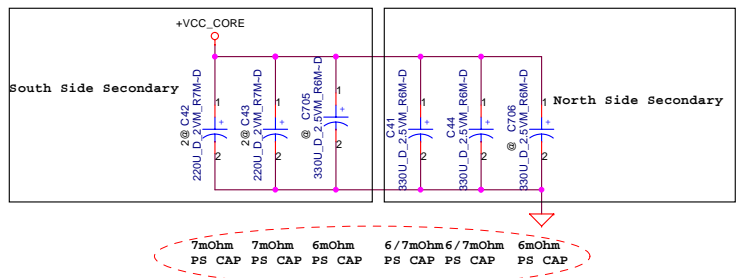 +VCC_CORE
South Side Secondary
North Side Secondary
1
2
2@ C42
220U_D_2VM_R7M~D
1
2
2@ C43
220U_D_2VM_R7M~D
1
2
@ C705
330U_D_2.5VM_R6M~D
1
2
C41
330U_D_2.5VM_R6M~D
1
2
C44
330U_D_2.5VM_R6M~D
1
2
@ C706
330U_D_2.5VM_R6M~D
7mOhm 7mOhm 6mOhm 6/7mOhm 6/7mOhm 6mOhm
PS CAP PS CAP PS CAP PS CAP PS CAP PS CAP